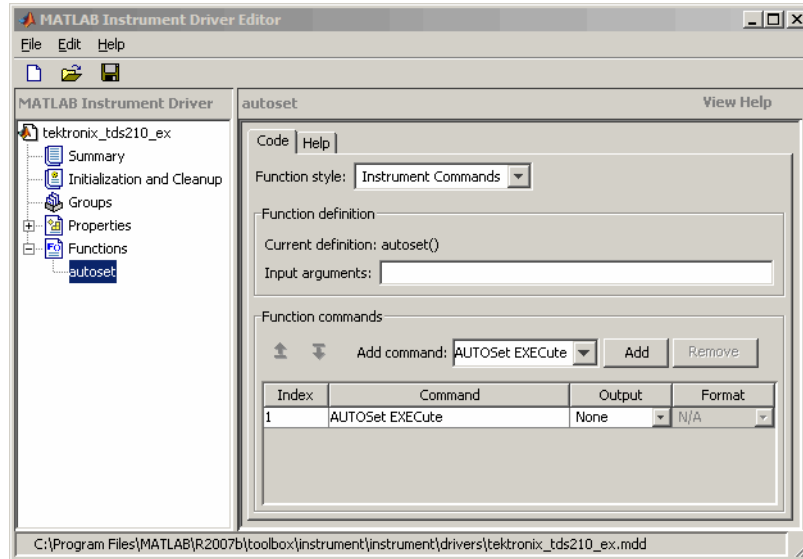 MATLAB Instrument Driver Editor
File Edit Help
MATLAB Instrument Driver
autoset
View Help
tektronix_tds210_ex
Summary
Initialization and Cleanup
Groups
Properties
Functions
autoset
Code Help
Function style: Instrument Commands
Function definition
Current definition: autoset()
Input arguments:
Function commands
Add command: AUTOSet EXECute Add Remove
Index Command Output Format
1 AUTOSet EXECute None N/A
C:\Program Files\MATLAB\R2007b\toolbox\instrument\instrument\drivers\tektronix_tds210_ex.mdd